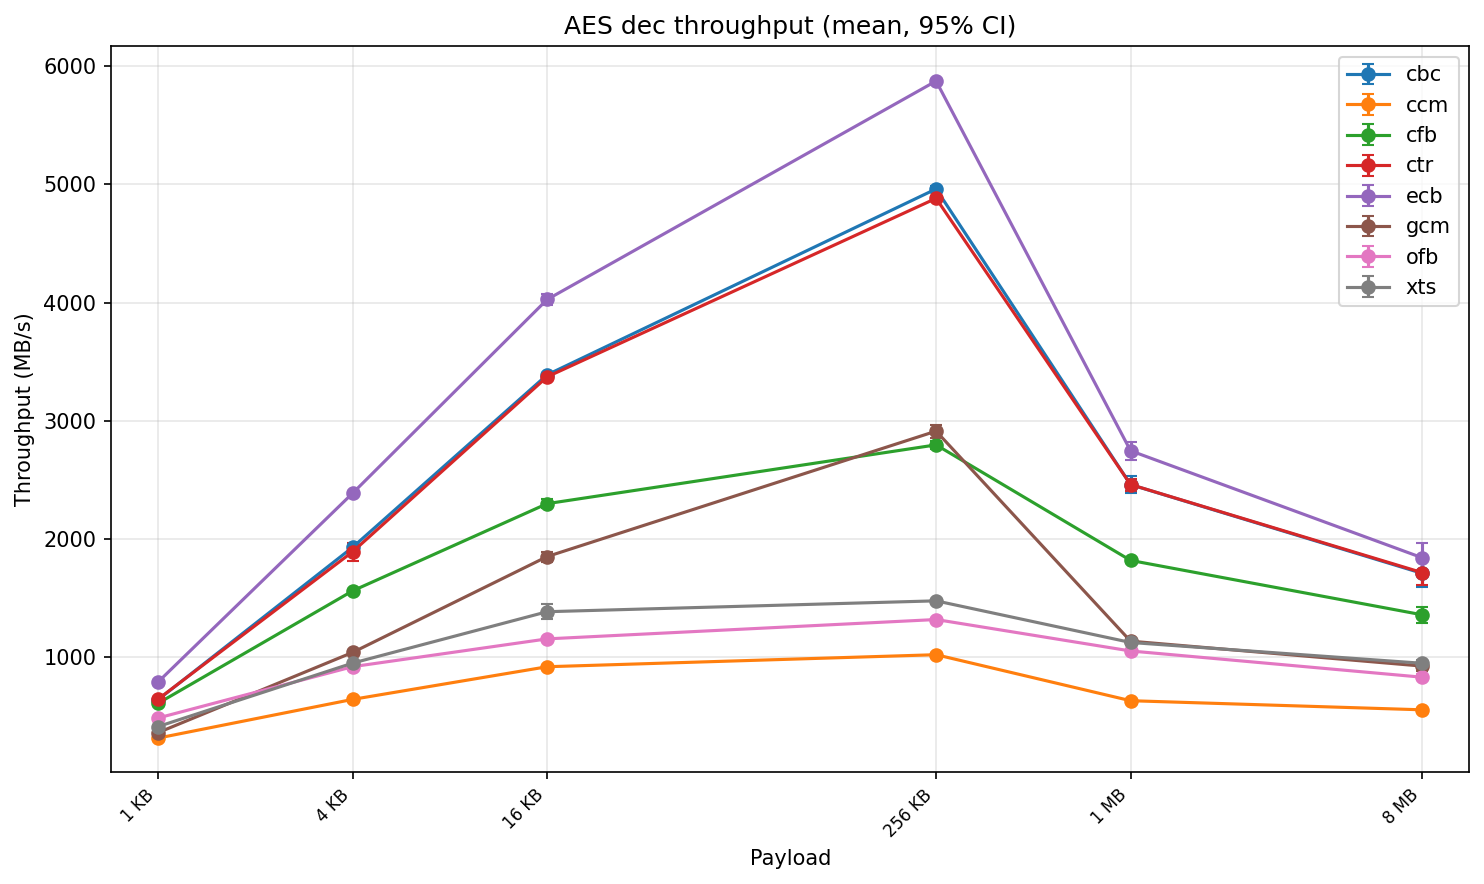 AES dec throughput (mean, 95% CI)
6000
5000
4000
3000
2000
1000
Throughput (MB/s)
cbc
ccm
cfb
ctr
ecb
gcm
ofb
xts
1 KB
4 KB
16 KB
256 KB
1 MB
8 MB
Payload